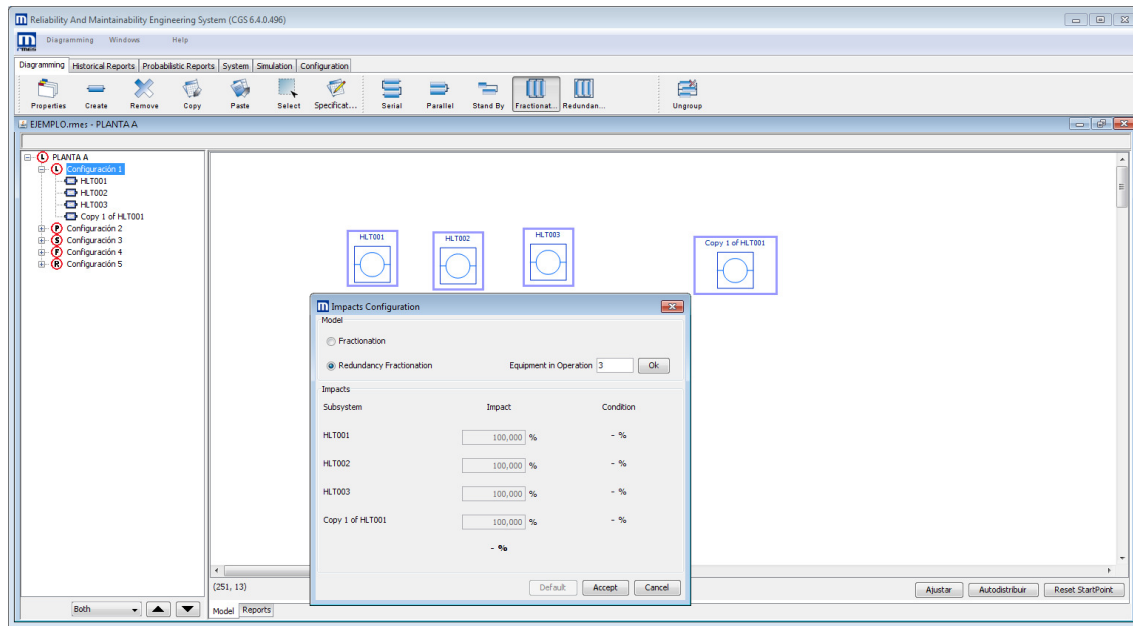 Reliability And Maintainability Engineering System (CGS 6.4.0.496)
Diagramming Windows Help
Diagramming Historical Reports Probabilistic Reports System Simulation Configuration
Properties Create Remove Copy Paste Select Specificat... Serial Parallel Stand By Fractionat... Redundan... Ungroup
EJEMPLO.rmes - PLANTA A
L PLANTA A
L Configuración 1
HLT001
HLT002
HLT003
Copy 1 of HLT001
P Configuración 2
S Configuración 3
F Configuración 4
R Configuración 5
HLT001 HLT002 HLT003 Copy 1 of HLT001
Impacts Configuration
Model
Fractionation
Redundancy Fractionation Equipment in Operation 3 Ok
Impacts
Subsystem Impact Condition
HLT001 100,000 % - %
HLT002 100,000 % - %
HLT003 100,000 % - %
Copy 1 of HLT001 100,000 % - %
- %
Default Accept Cancel
(251, 13) Ajustar Autodistribuir Reset StartPoint
Both Model Reports